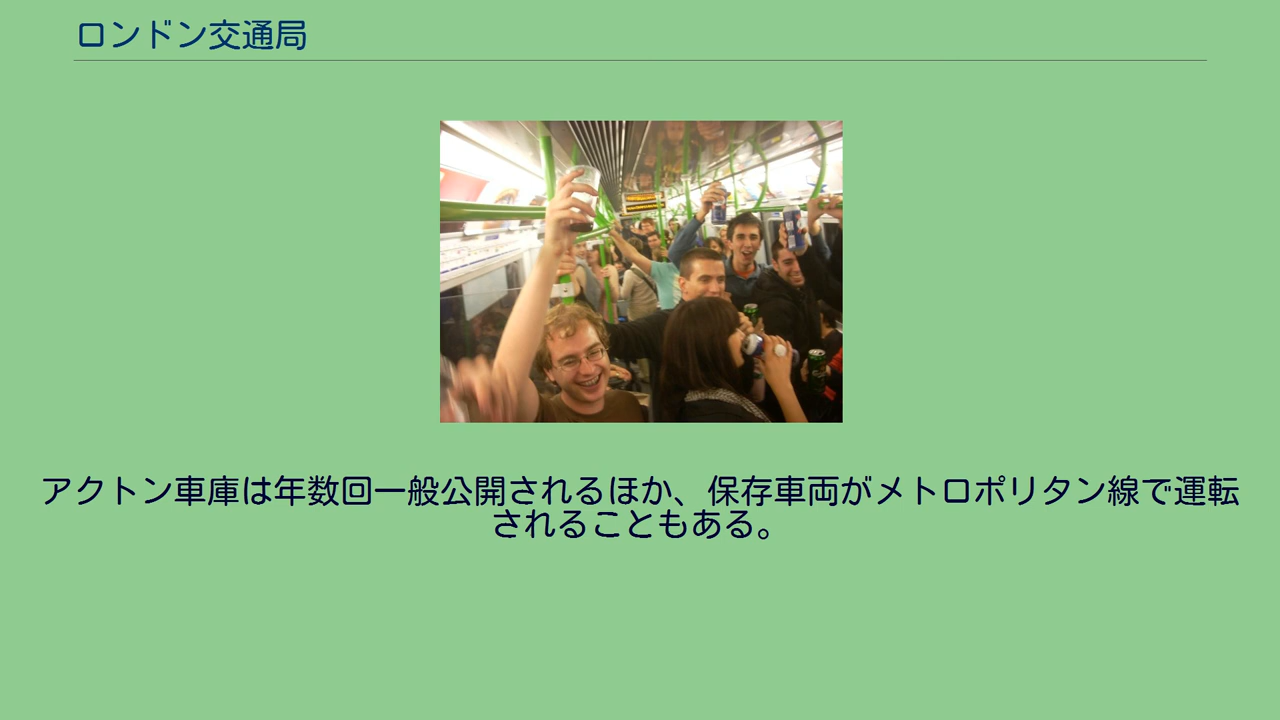 ロンドン交通局
アクトン車庫は年数回一般公開されるほか、保存車両がメトロポリタン線で運転
されることもある。